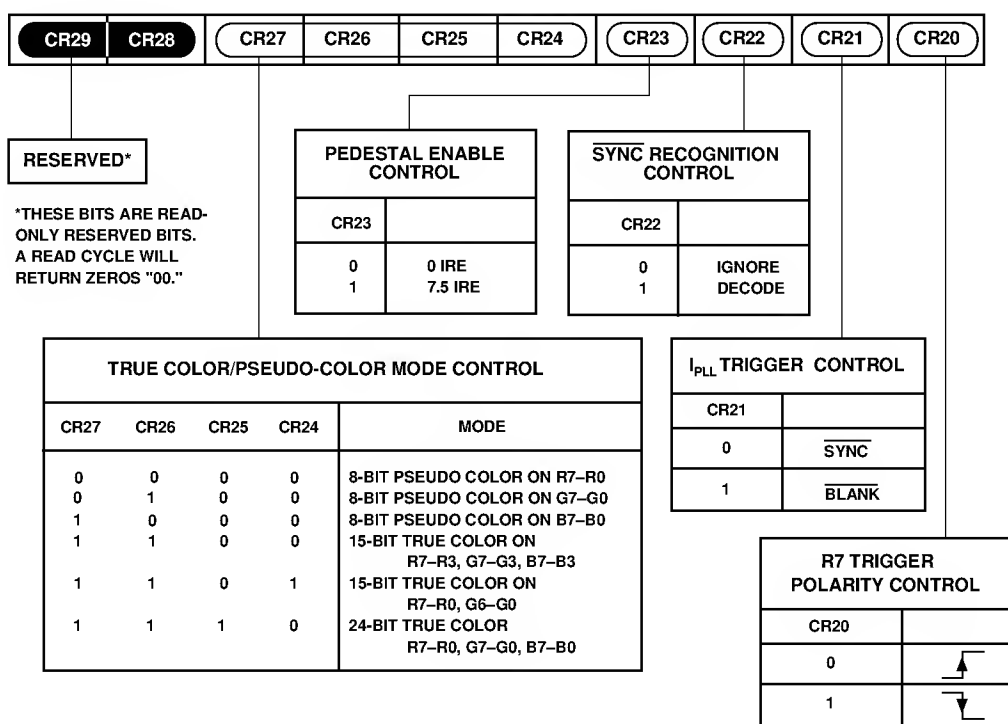 CR29 CR28 CR27 CR26 CR25 CR24 CR23 CR22 CR21 CR20
RESERVED*
*THESE BITS ARE READ-
ONLY RESERVED BITS.
A READ CYCLE WILL
RETURN ZEROS "00."
PEDESTAL ENABLE
CONTROL
CR23
0 0 IRE
1 7.5 IRE
S̅Y̅N̅C̅ RECOGNITION
CONTROL
CR22
0 IGNORE
1 DECODE
TRUE COLOR/PSEUDO-COLOR MODE CONTROL
CR27 CR26 CR25 CR24 MODE
0 0 0 0 8-BIT PSEUDO COLOR ON R7–R0
0 1 0 0 8-BIT PSEUDO COLOR ON G7–G0
1 0 0 0 8-BIT PSEUDO COLOR ON B7–B0
1 1 0 0 15-BIT TRUE COLOR ON
R7–R3, G7–G3, B7–B3
1 1 0 1 15-BIT TRUE COLOR ON
R7–R0, G6–G0
1 1 1 0 24-BIT TRUE COLOR
R7–R0, G7–G0, B7–B0
IPLL TRIGGER CONTROL
CR21
0 S̅Y̅N̅C̅
1 B̅L̅A̅N̅K̅
R7 TRIGGER
POLARITY CONTROL
CR20
0
1